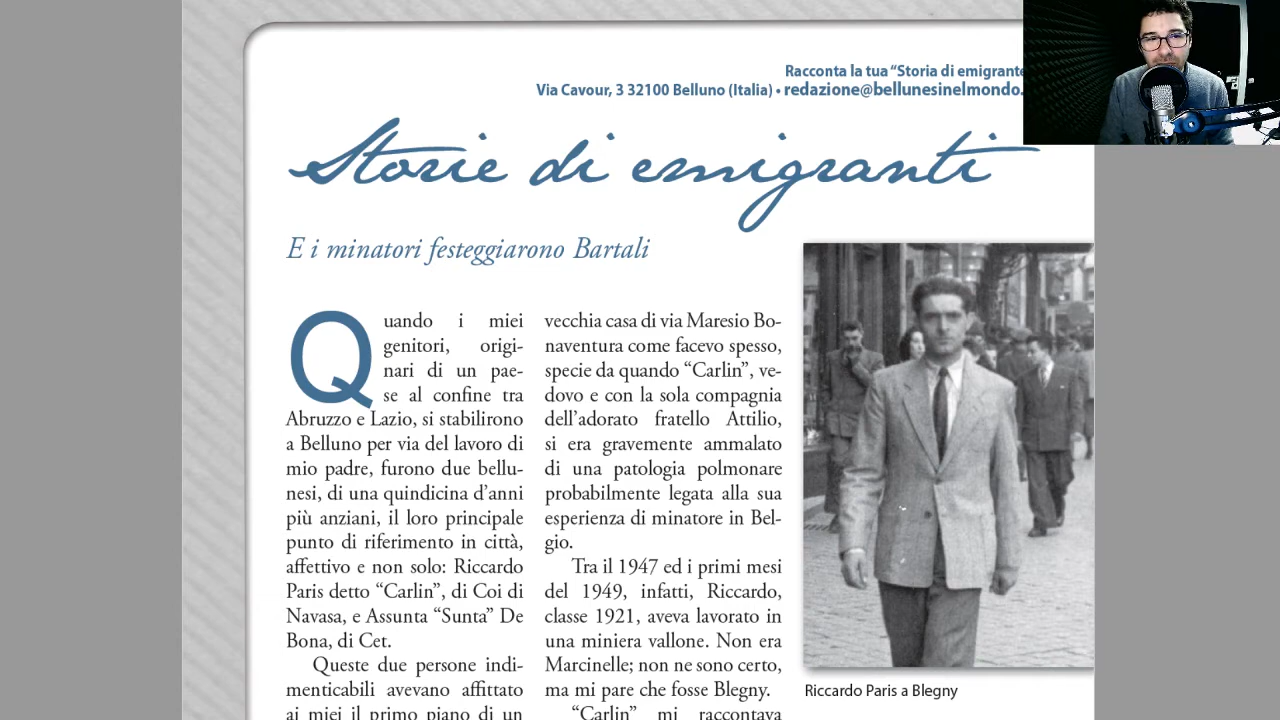 Racconta la tua “Storia di emigrante
Via Cavour, 3 32100 Belluno (Italia) • redazione@bellunesinelmondo.
Storie di emigranti
E i minatori festeggiarono Bartali
Quando i miei
genitori, origi-
nari di un pae-
se al confine tra
Abruzzo e Lazio, si stabilirono
a Belluno per via del lavoro di
mio padre, furono due bellu-
nesi, di una quindicina d’anni
più anziani, il loro principale
punto di riferimento in città,
affettivo e non solo: Riccardo
Paris detto “Carlin”, di Coi di
Navasa, e Assunta “Sunta” De
Bona, di Cet.
Queste due persone indi-
menticabili avevano affittato
ai miei il primo piano di un
vecchia casa di via Maresio Bo-
naventura come facevo spesso,
specie da quando “Carlin”, ve-
dovo e con la sola compagnia
dell’adorato fratello Attilio,
si era gravemente ammalato
di una patologia polmonare
probabilmente legata alla sua
esperienza di minatore in Bel-
gio.
Tra il 1947 ed i primi mesi
del 1949, infatti, Riccardo,
classe 1921, aveva lavorato in
una miniera vallone. Non era
Marcinelle; non ne sono certo,
ma mi pare che fosse Blegny.
“Carlin” mi raccontava
Riccardo Paris a Blegny